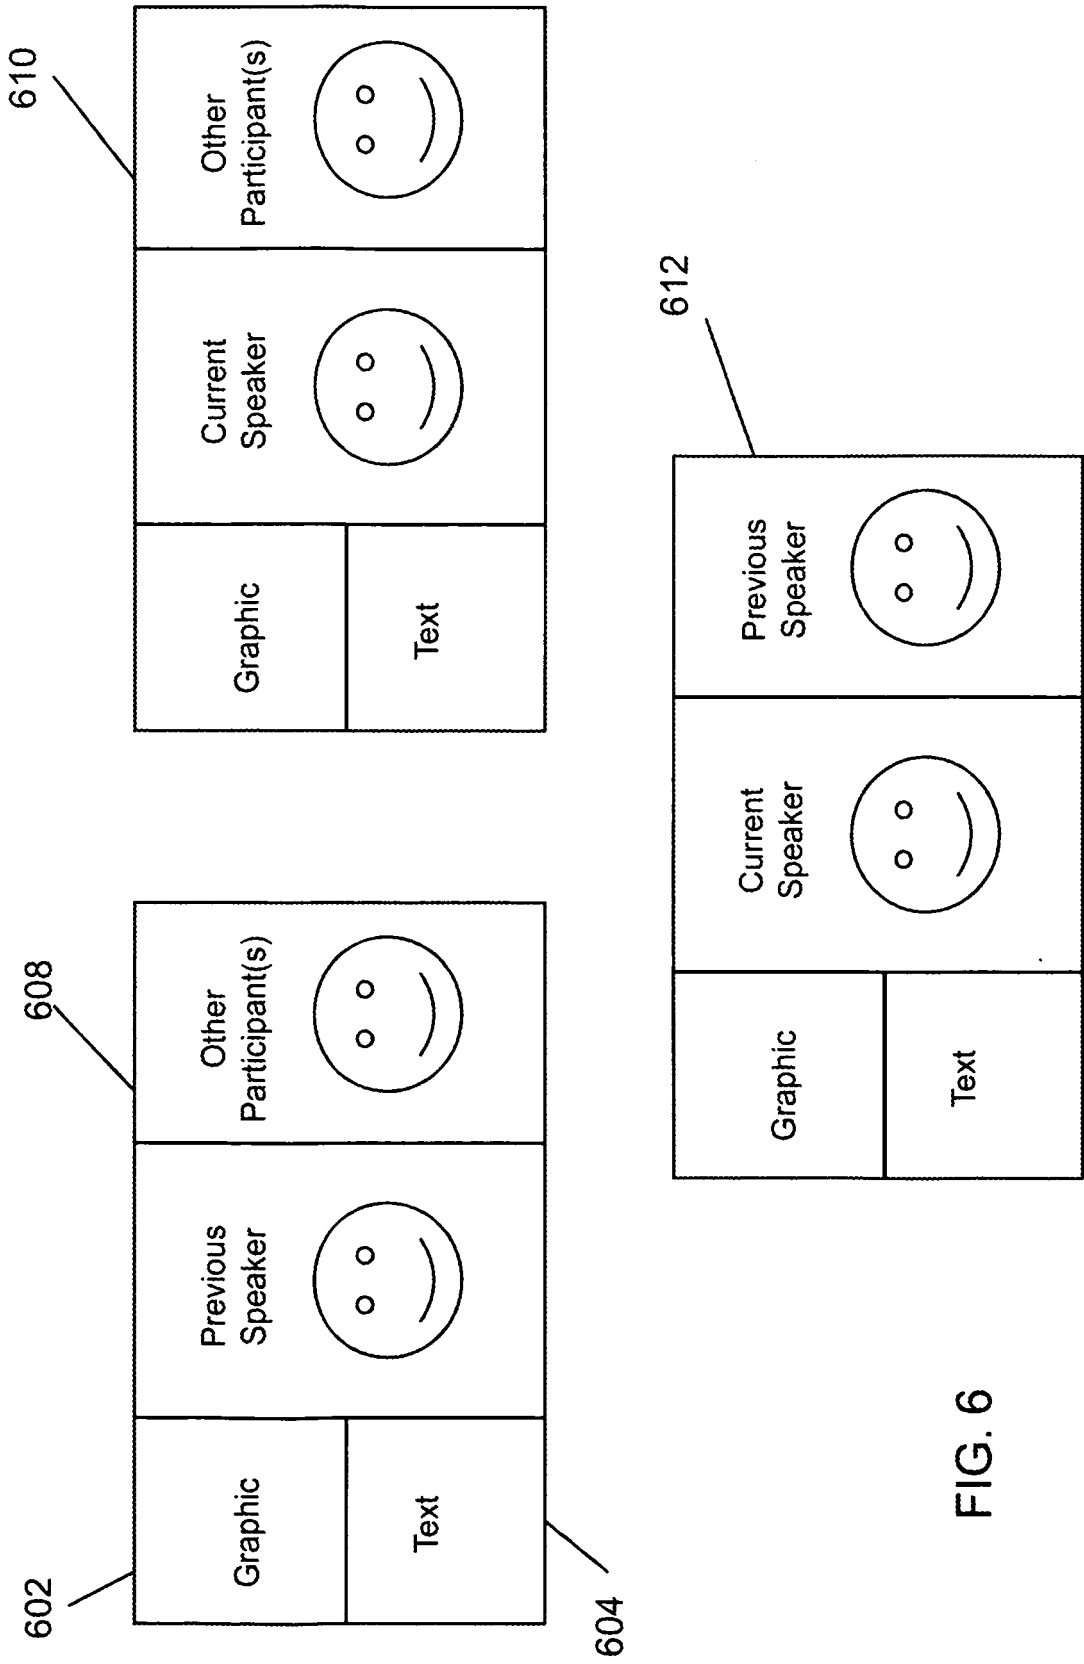 602
608
610
Graphic
Previous
Speaker
Other
Participant(s)
Text
604
Graphic
Current
Speaker
Other
Participant(s)
Text
612
Graphic
Current
Speaker
Previous
Speaker
Text
FIG. 6